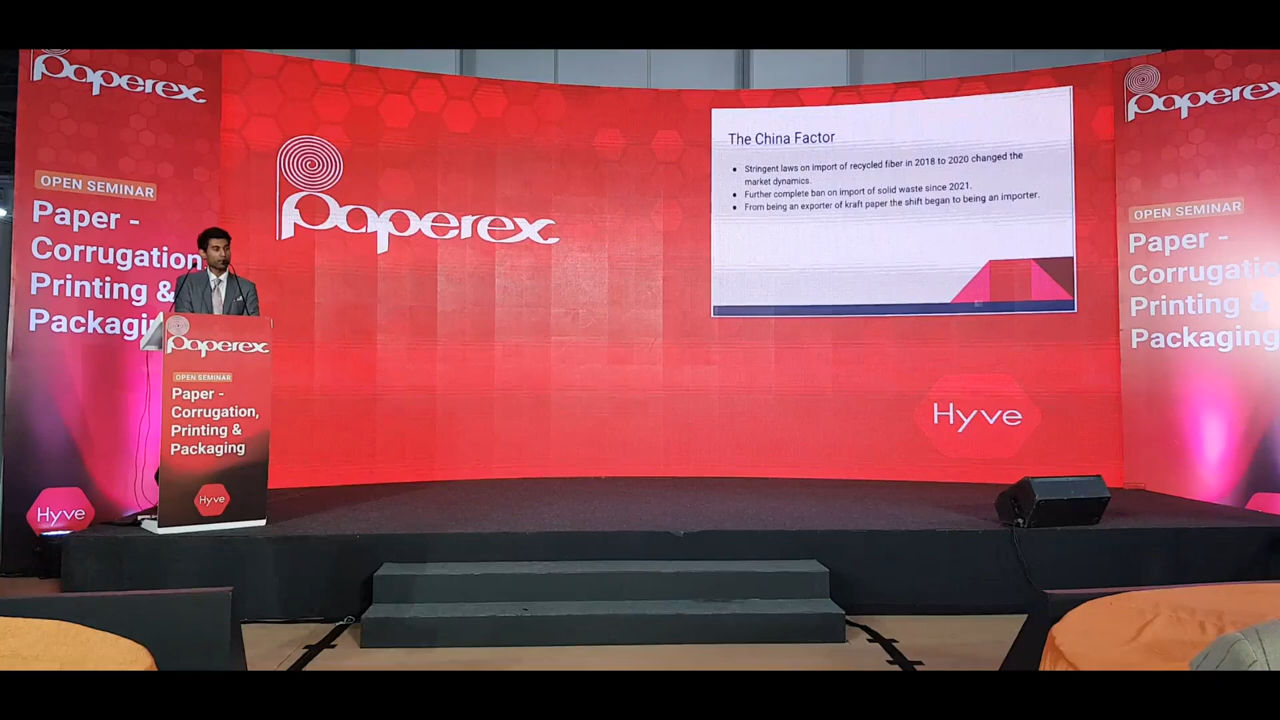 Paperex
OPEN SEMINAR
Paper -
Corrugation,
Printing &
Packagin
Hyve
Paperex
OPEN SEMINAR
Paper -
Corrugation,
Printing &
Packaging
Hyve
Paperex
The China Factor
Stringent laws on import of recycled fiber in 2018 to 2020 changed the
market dynamics.
Further complete ban on import of solid waste since 2021.
From being an exporter of kraft paper the shift began to being an importer.
Hyve
Paperex
OPEN SEMINAR
Paper -
Corrugatio
Printing &
Packaging